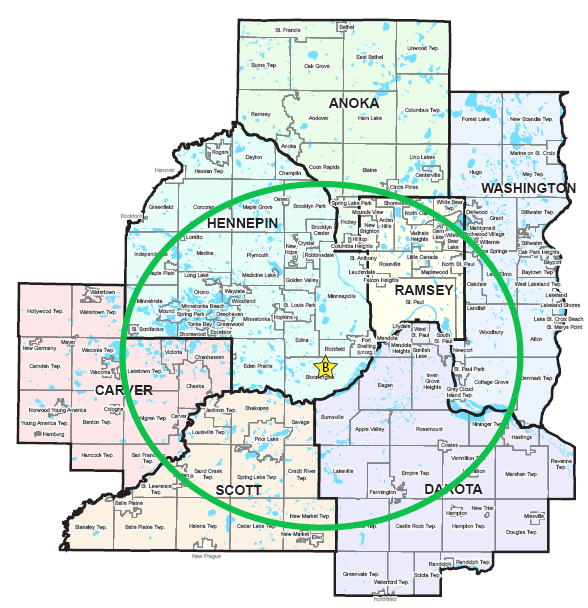 St. Francis
Bethel
Linwood Twp.
East Bethel
Burns Twp.
Oak Grove
ANOKA
Ramsey
Andover
Ham Lake
Columbus Twp.
Forest Lake
New Scandia Twp.
Anoka
Rogers
Dayton
Hassan Twp.
Coon Rapids
Lino Lakes
Marine on St. Croix
Hanover
Champlin
Blaine
Centerville
Hugo
May Twp.
Circle Pines
WASHINGTON
Greenfield
Corcoran
Maple Grove
Osseo
Brooklyn Park
Spring Lake Park
Shoreview
White Bear Twp.
Rockford
HENNEPIN
Mounds View
North Oaks
Dellwood
Grant
Stillwater Twp.
Fridley
New Brighton
Arden Hills
Gem Lake
Mahtomedi
Birchwood Village
Stillwater
Loretto
Brooklyn Center
Hilltop
Columbia Heights
Vadnais Heights
White Bear Lake
Willernie
Pine Springs
Oak Park Heights
Bayport
Independence
Medina
Plymouth
New Hope
Crystal
Robbinsdale
St. Anthony
Little Canada
North St. Paul
Lake Elmo
Baytown Twp.
Maple Plain
Long Lake
Medicine Lake
Lauderdale
Roseville
Maplewood
West Lakeland Twp.
Golden Valley
Falcon Heights
Oakdale
Lakeland
Orono
Wayzata
RAMSEY
Watertown
Minnetrista
Minnetonka Beach
Woodland
Minneapolis
St. Paul
Lakeland Shores
Hollywood Twp.
Watertown Twp.
Mound
Spring Park
Deephaven
St. Louis Park
Landfall
Lake St. Croix Beach
Tonka Bay
Greenwood
Minnetonka
Hopkins
Lilydale
West St. Paul
South St. Paul
Woodbury
St. Marys Point
St. Bonifacius
Shorewood
Excelsior
Edina
Fort Snelling (unorg.)
Mendota
Mendota Heights
Afton
New Germany
Mayer
Waconia Twp.
Victoria
Chanhassen
Richfield
Sunfish Lake
Newport
Camden Twp.
Waconia
Laketown Twp.
Eden Prairie
B
Bloomington
St. Paul Park
CARVER
Chaska
Eagan
Inver Grove Heights
Cottage Grove
Denmark Twp.
Norwood Young America
Cologne
Dahlgren Twp.
Carver
Jackson Twp.
Shakopee
Grey Cloud Island Twp.
Young America Twp.
Benton Twp.
Louisville Twp.
Savage
Burnsville
Hamburg
Prior Lake
Apple Valley
Rosemount
Nininger Twp.
Hastings
Hancock Twp.
San Francisco Twp.
Coates
Sand Creek Twp.
Credit River Twp.
Lakeville
Empire Twp.
Vermillion
Marshan Twp.
Ravenna Twp.
St. Lawrence Twp.
Spring Lake Twp.
SCOTT
Farmington
DAKOTA
Belle Plaine
New Market Twp.
Hampton Twp.
New Trier
Miesville
Blakeley Twp.
Belle Plaine Twp.
Helena Twp.
Cedar Lake Twp.
Castle Rock Twp.
Hampton
Douglas Twp.
New Market
Elko
New Prague
Randolph
Randolph Twp.
Greenvale Twp.
Waterford Twp.
Sciota Twp.
Northfield